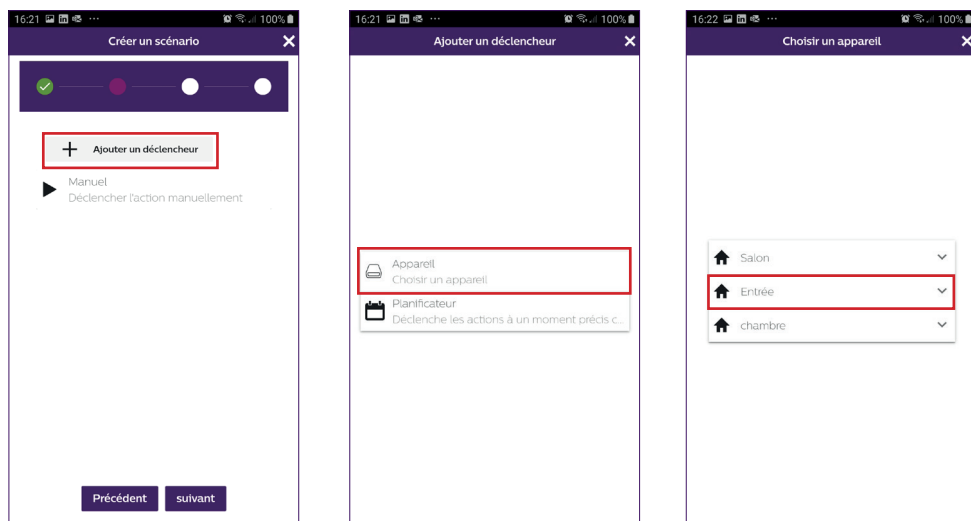 16:21 ··· 100%
Créer un scénario ×
+ Ajouter un déclencheur
Manuel
Déclencher l'action manuellement
Précédent suivant
16:21 ··· 100%
Ajouter un déclencheur ×
Appareil
Choisir un appareil
Planificateur
Déclenche les actions à un moment précis c...
16:22 ··· 100%
Choisir un appareil ×
Salon
Entrée
chambre